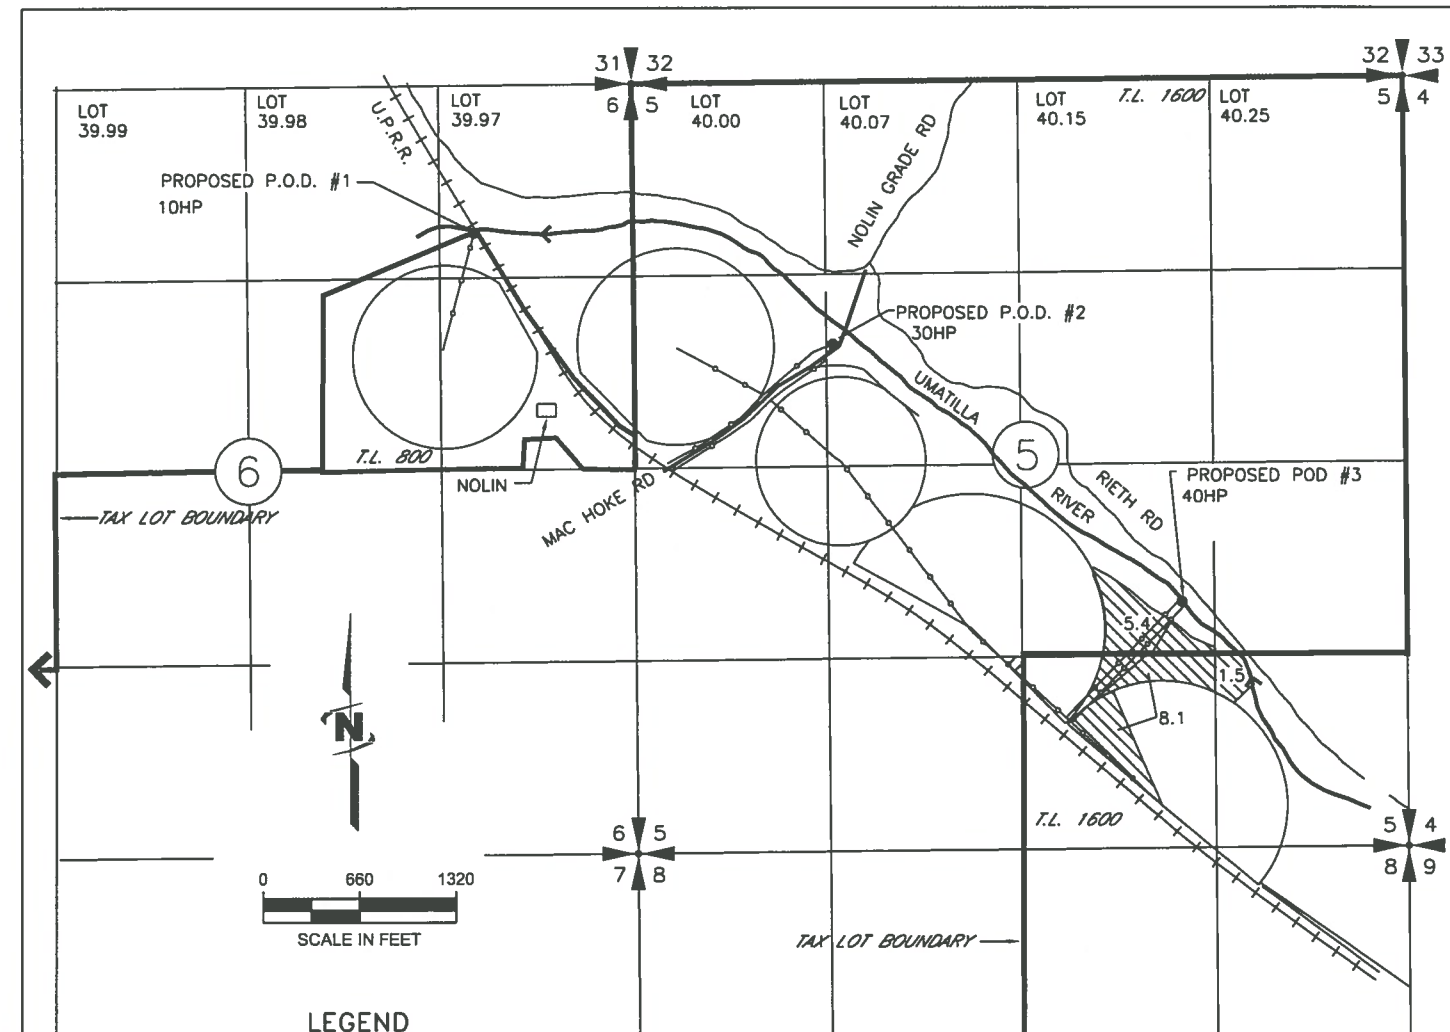 31 32
32 33
6 5
5 4
LOT
39.99
LOT
39.98
LOT
39.97
LOT
40.00
LOT
40.07
LOT
40.15
T.L. 1600
LOT
40.25
U.P.R.R.
NOLIN GRADE RD
PROPOSED P.O.D. #1
10HP
PROPOSED P.O.D. #2
30HP
UMATILLA
RIVER
RIETH RD
PROPOSED POD #3
40HP
5
6
T.L. 800
NOLIN
MAC HOKE RD
TAX LOT BOUNDARY
5.4
1.5
8.1
N
T.L. 1600
6 5
7 8
5 4
8 9
0 660 1320
SCALE IN FEET
TAX LOT BOUNDARY
LEGEND